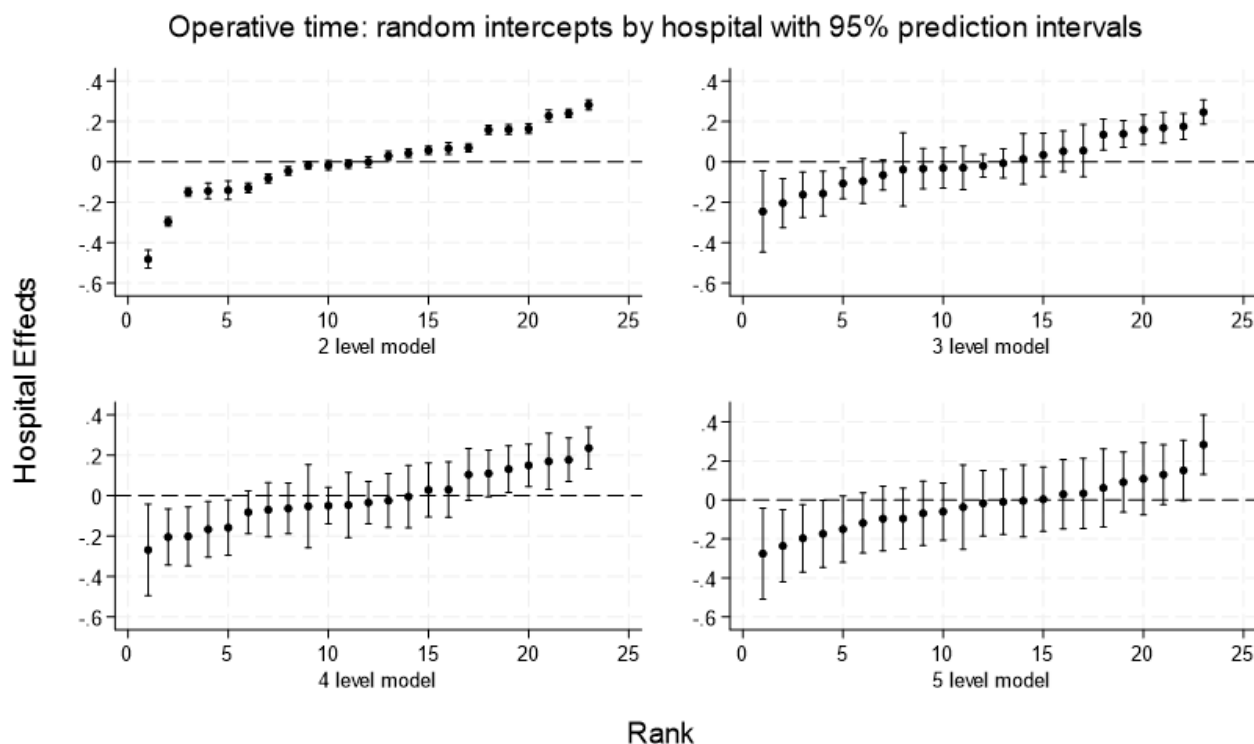 Operative time: random intercepts by hospital with 95% prediction intervals
Hospital Effects
.4
.2
0
-.2
-.4
-.6
0 5 10 15 20 25
2 level model
.4
.2
0
-.2
-.4
-.6
0 5 10 15 20 25
3 level model
.4
.2
0
-.2
-.4
-.6
0 5 10 15 20 25
4 level model
.4
.2
0
-.2
-.4
-.6
0 5 10 15 20 25
5 level model
Rank